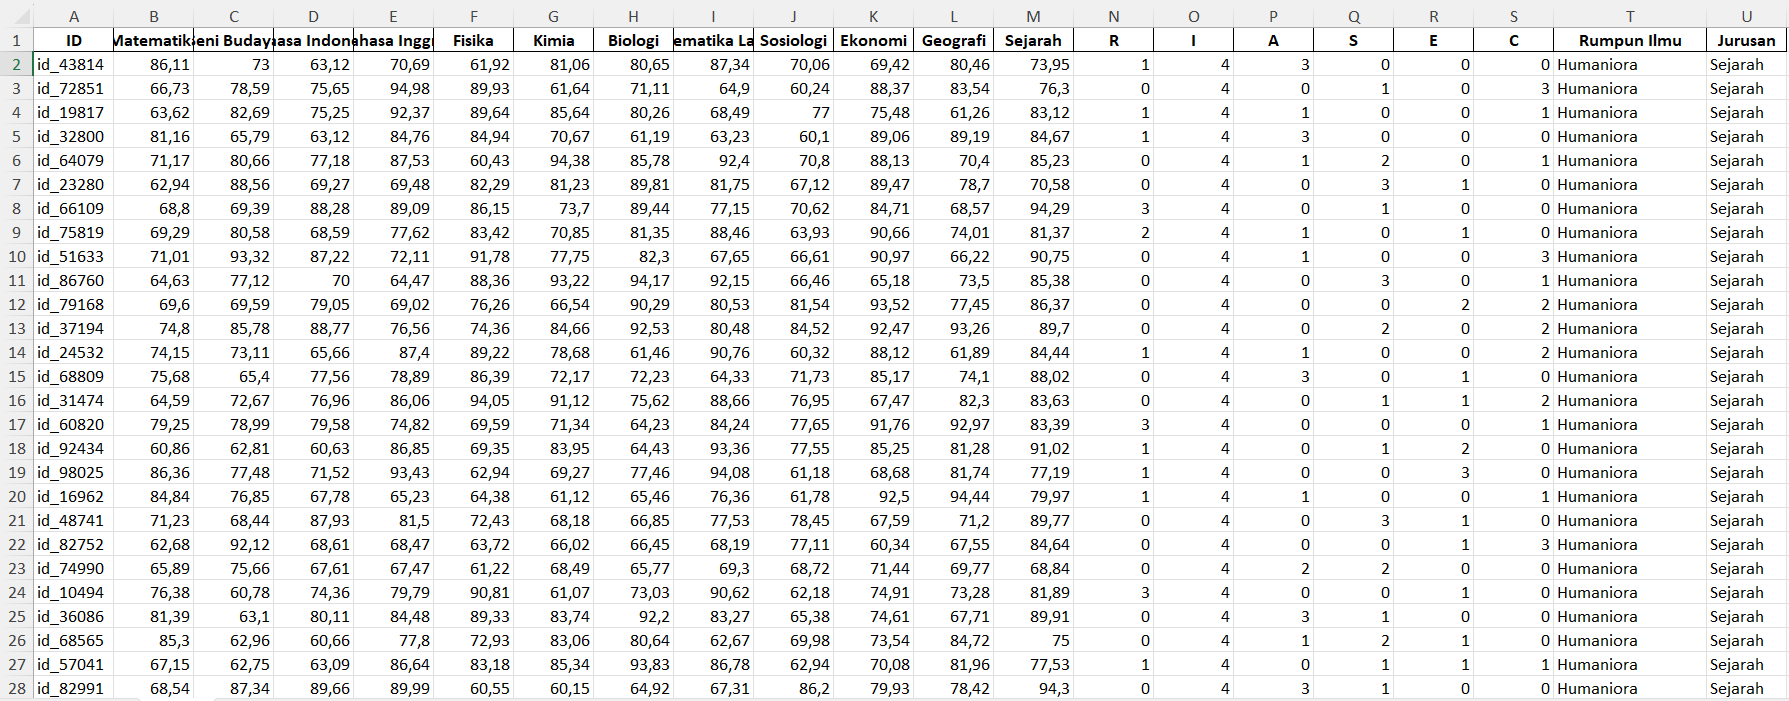 A B C D E F G H I J K L M N O P Q R S T U
1 ID Matematika eni Buday asa Indone ahasa Inggr Fisika Kimia Biologi ematika La Sosiologi Ekonomi Geografi Sejarah R I A S E C Rumpun Ilmu Jurusan
2 id_43814 86,11 73 63,12 70,69 61,92 81,06 80,65 87,34 70,06 69,42 80,46 73,95 1 4 3 0 0 0 Humaniora Sejarah
3 id_72851 66,73 78,59 75,65 94,98 89,93 61,64 71,11 64,9 60,24 88,37 83,54 76,3 0 4 0 1 0 3 Humaniora Sejarah
4 id_19817 63,62 82,69 75,25 92,37 89,64 85,64 80,26 68,49 77 75,48 61,26 83,12 1 4 1 0 0 1 Humaniora Sejarah
5 id_32800 81,16 65,79 63,12 84,76 84,94 70,67 61,19 63,23 60,1 89,06 89,19 84,67 1 4 3 0 0 0 Humaniora Sejarah
6 id_64079 71,17 80,66 77,18 87,53 60,43 94,38 85,78 92,4 70,8 88,13 70,4 85,23 0 4 1 2 0 1 Humaniora Sejarah
7 id_23280 62,94 88,56 69,27 69,48 82,29 81,23 89,81 81,75 67,12 89,47 78,7 70,58 0 4 0 3 1 0 Humaniora Sejarah
8 id_66109 68,8 69,39 88,28 89,09 86,15 73,7 89,44 77,15 70,62 84,71 68,57 94,29 3 4 0 1 0 0 Humaniora Sejarah
9 id_75819 69,29 80,58 68,59 77,62 83,42 70,85 81,35 88,46 63,93 90,66 74,01 81,37 2 4 1 0 1 0 Humaniora Sejarah
10 id_51633 71,01 93,32 87,22 72,11 91,78 77,75 82,3 67,65 66,61 90,97 66,22 90,75 0 4 1 0 0 3 Humaniora Sejarah
11 id_86760 64,63 77,12 70 64,47 88,36 93,22 94,17 92,15 66,46 65,18 73,5 85,38 0 4 0 3 0 1 Humaniora Sejarah
12 id_79168 69,6 69,59 79,05 69,02 76,26 66,54 90,29 80,53 81,54 93,52 77,45 86,37 0 4 0 0 2 2 Humaniora Sejarah
13 id_37194 74,8 85,78 88,77 76,56 74,36 84,66 92,53 80,48 84,52 92,47 93,26 89,7 0 4 0 2 0 2 Humaniora Sejarah
14 id_24532 74,15 73,11 65,66 87,4 89,22 78,68 61,46 90,76 60,32 88,12 61,89 84,44 1 4 1 0 0 2 Humaniora Sejarah
15 id_68809 75,68 65,4 77,56 78,89 86,39 72,17 72,23 64,33 71,73 85,17 74,1 88,02 0 4 3 0 1 0 Humaniora Sejarah
16 id_31474 64,59 72,67 76,96 86,06 94,05 91,12 75,62 88,66 76,95 67,47 82,3 83,63 0 4 0 1 1 2 Humaniora Sejarah
17 id_60820 79,25 78,99 79,58 74,82 69,59 71,34 64,23 84,24 77,65 91,76 92,97 83,39 3 4 0 0 0 1 Humaniora Sejarah
18 id_92434 60,86 62,81 60,63 86,85 69,35 83,95 64,43 93,36 77,55 85,25 81,28 91,02 1 4 0 1 2 0 Humaniora Sejarah
19 id_98025 86,36 77,48 71,52 93,43 62,94 69,27 77,46 94,08 61,18 68,68 81,74 77,19 1 4 0 0 3 0 Humaniora Sejarah
20 id_16962 84,84 76,85 67,78 65,23 64,38 61,12 65,46 76,36 61,78 92,5 94,44 79,97 1 4 1 0 0 1 Humaniora Sejarah
21 id_48741 71,23 68,44 87,93 81,5 72,43 68,18 66,85 77,53 78,45 67,59 71,2 89,77 0 4 0 3 1 0 Humaniora Sejarah
22 id_82752 62,68 92,12 68,61 68,47 63,72 66,02 66,45 68,19 77,11 60,34 67,55 84,64 0 4 0 0 1 3 Humaniora Sejarah
23 id_74990 65,89 75,66 67,61 67,47 61,22 68,49 65,77 69,3 68,72 71,44 69,77 68,84 0 4 2 2 0 0 Humaniora Sejarah
24 id_10494 76,38 60,78 74,36 79,79 90,81 61,07 73,03 90,62 62,18 74,91 73,28 81,89 3 4 0 0 1 0 Humaniora Sejarah
25 id_36086 81,39 63,1 80,11 84,48 89,33 83,74 92,2 83,27 65,38 74,61 67,71 89,91 0 4 3 1 0 0 Humaniora Sejarah
26 id_68565 85,3 62,96 60,66 77,8 72,93 83,06 80,64 62,67 69,98 73,54 84,72 75 0 4 1 2 1 0 Humaniora Sejarah
27 id_57041 67,15 62,75 63,09 86,64 83,18 85,34 93,83 86,78 62,94 70,08 81,96 77,53 1 4 0 1 1 1 Humaniora Sejarah
28 id_82991 68,54 87,34 89,66 89,99 60,55 60,15 64,92 67,31 86,2 79,93 78,42 94,3 0 4 3 1 0 0 Humaniora Sejarah